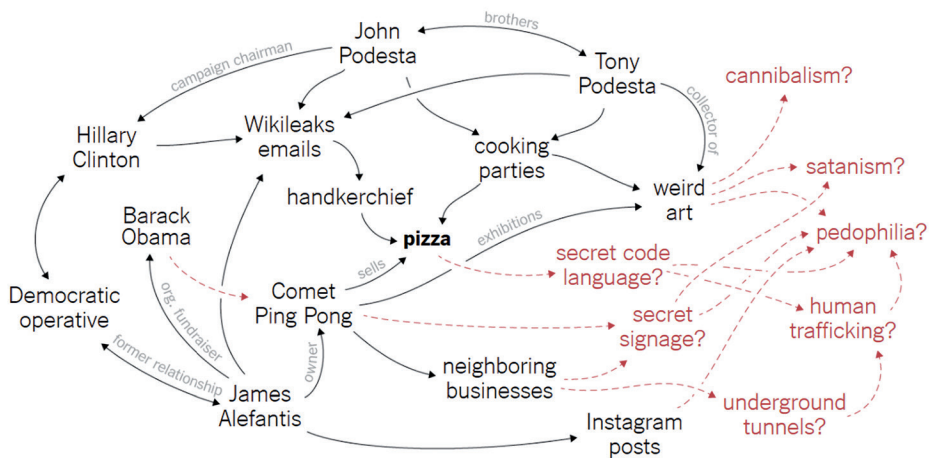 brothers
John
Podesta
campaign chairman
Tony
Podesta
cannibalism?
collector of
Hillary
Clinton
Wikileaks
emails
cooking
parties
satanism?
weird
art
handkerchief
Barack
Obama
pizza
exhibitions
pedophilia?
secret code
language?
sells
Democratic
operative
org. fundraiser
Comet
Ping Pong
secret
signage?
human
trafficking?
former relationship
owner
James
Alefantis
neighboring
businesses
Instagram
posts
underground
tunnels?